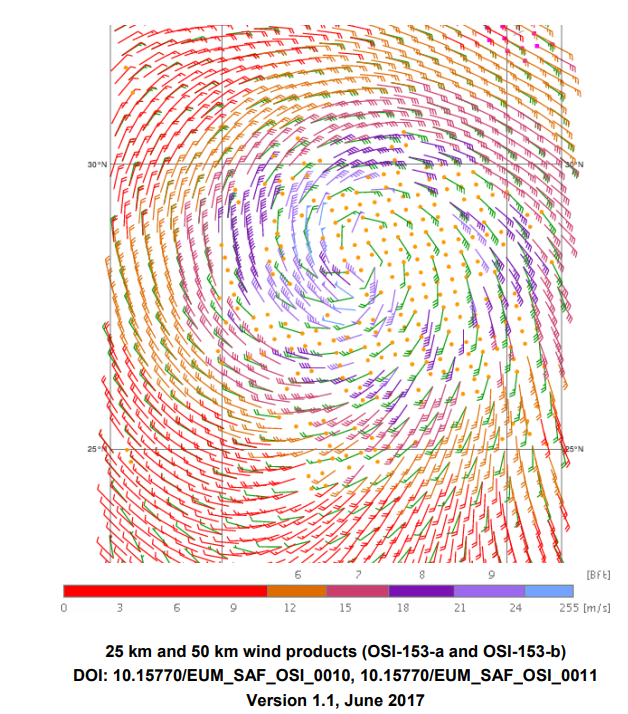 30°N 30°N
25°N 25°N
6 7 8 9 [Bft]
0 3 6 9 12 15 18 21 24 255 [m/s]
25 km and 50 km wind products (OSI-153-a and OSI-153-b)
DOI: 10.15770/EUM_SAF_OSI_0010, 10.15770/EUM_SAF_OSI_0011
Version 1.1, June 2017